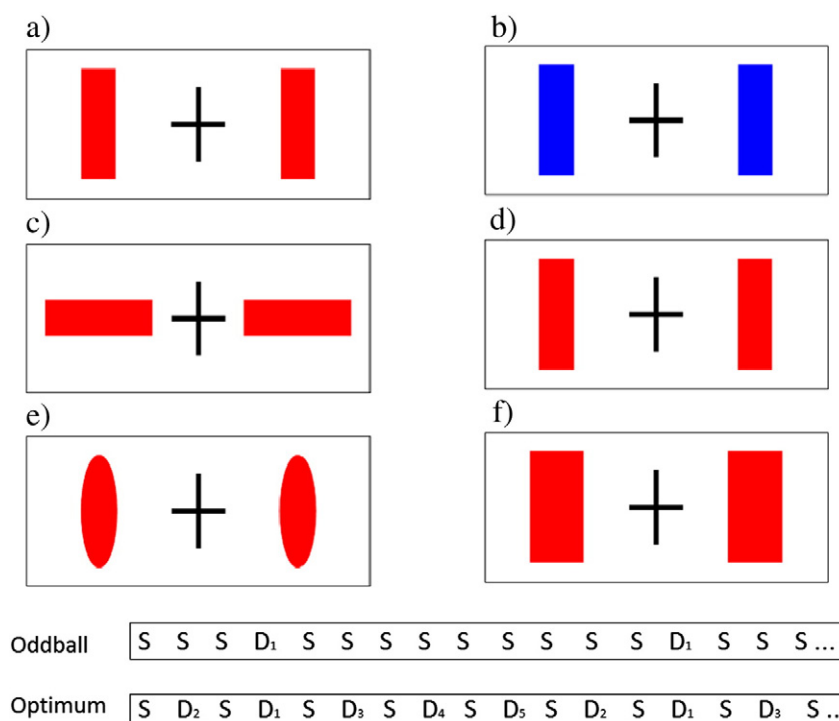 a)
b)
c)
d)
e)
f)
Oddball S S S D₁ S S S S S S S S S D₁ S S S ...
Optimum S D₂ S D₁ S D₃ S D₄ S D₅ S D₂ S D₁ S D₃ S ..